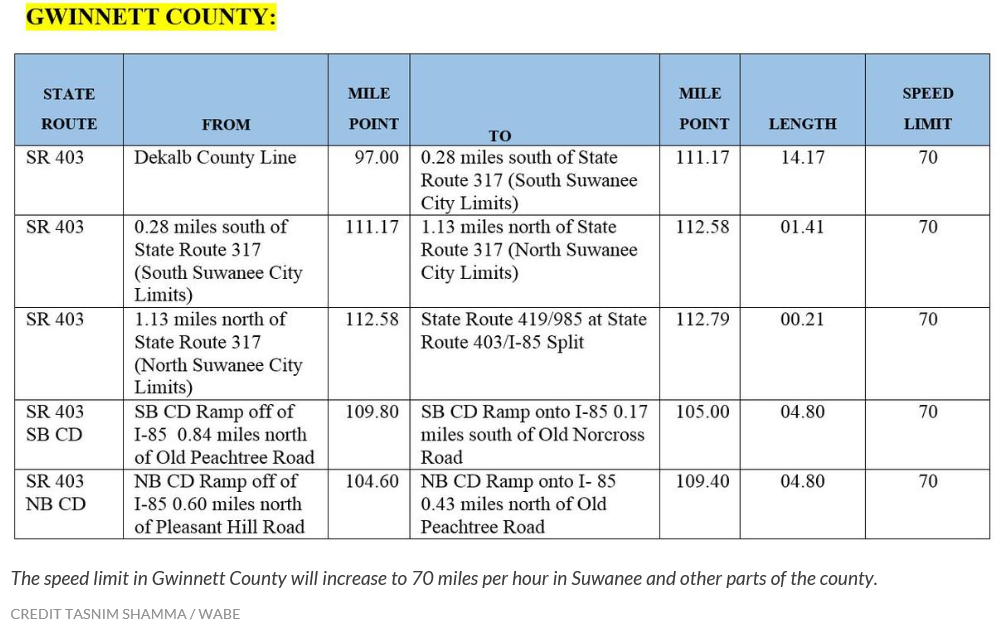 GWINNETT COUNTY:
STATE ROUTE
FROM
MILE POINT
TO
MILE POINT
LENGTH
SPEED LIMIT
SR 403
Dekalb County Line
97.00
0.28 miles south of State
Route 317 (South Suwanee
City Limits)
111.17
14.17
70
SR 403
0.28 miles south of
State Route 317
(South Suwanee City
Limits)
111.17
1.13 miles north of State
Route 317 (North Suwanee
City Limits)
112.58
01.41
70
SR 403
1.13 miles north of
State Route 317
(North Suwanee City
Limits)
112.58
State Route 419/985 at State
Route 403/I-85 Split
112.79
00.21
70
SR 403
SB CD
SB CD Ramp off of
I-85 0.84 miles north
of Old Peachtree Road
109.80
SB CD Ramp onto I-85 0.17
miles south of Old Norcross
Road
105.00
04.80
70
SR 403
NB CD
NB CD Ramp off of
I-85 0.60 miles north
of Pleasant Hill Road
104.60
NB CD Ramp onto I- 85
0.43 miles north of Old
Peachtree Road
109.40
04.80
70
The speed limit in Gwinnett County will increase to 70 miles per hour in Suwanee and other parts of the county.
CREDIT TASNIM SHAMMA / WABE